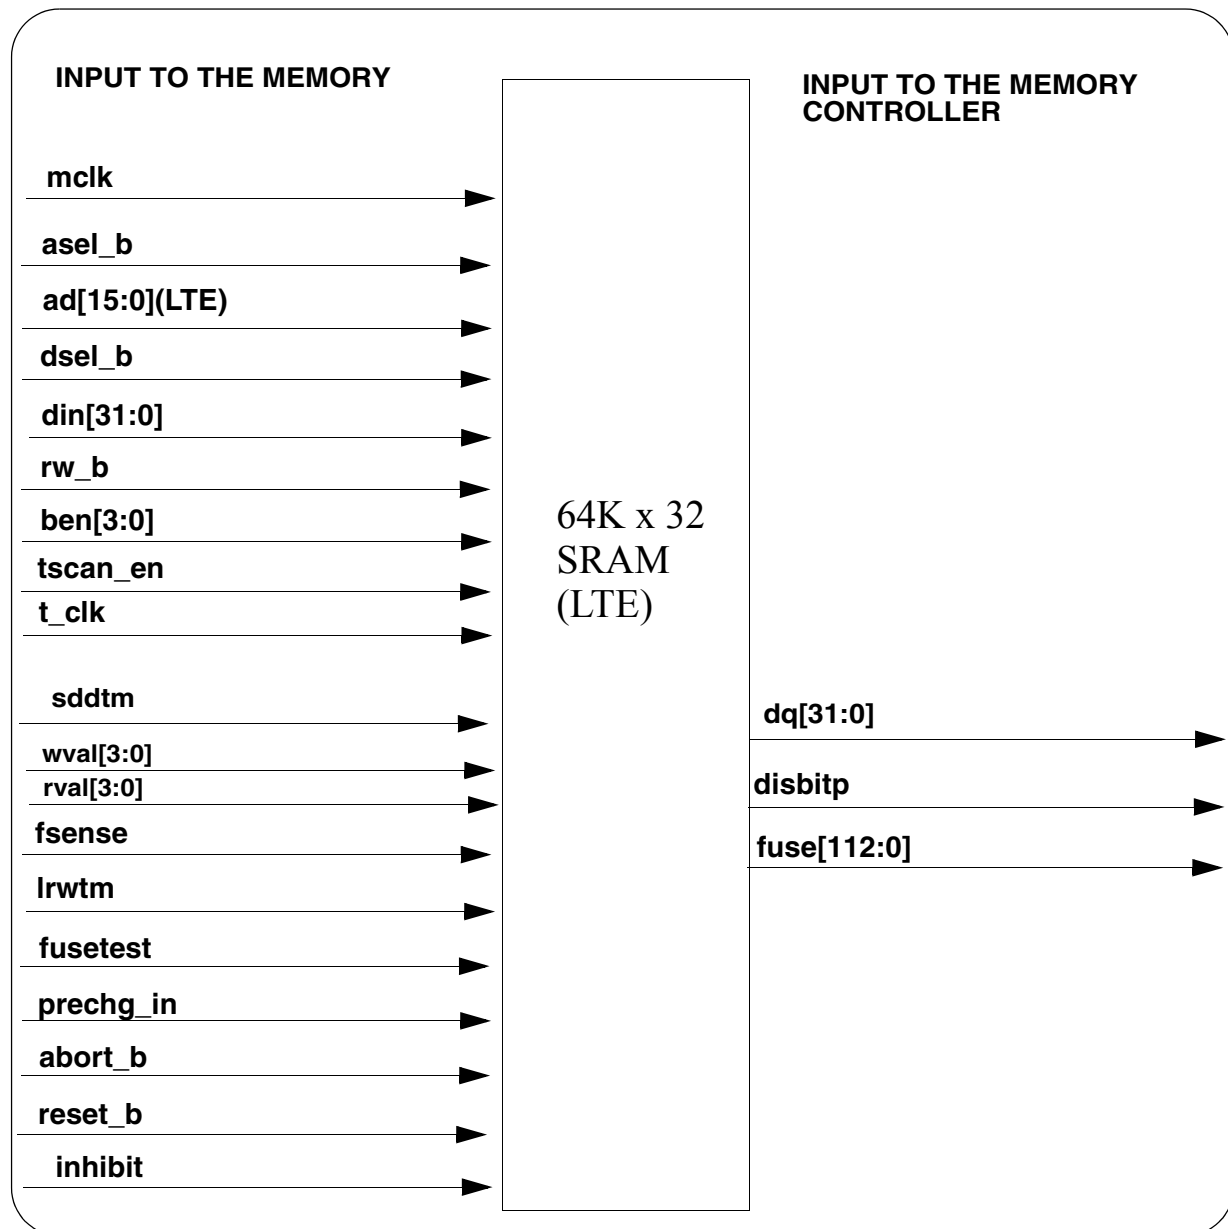 INPUT TO THE MEMORY
mclk
asel_b
ad[15:0](LTE)
dsel_b
din[31:0]
rw_b
ben[3:0]
tscan_en
t_clk
sddtm
wval[3:0]
rval[3:0]
fsense
lrwtm
fusetest
prechg_in
abort_b
reset_b
inhibit
64K x 32
SRAM
(LTE)
INPUT TO THE MEMORY
CONTROLLER
dq[31:0]
disbitp
fuse[112:0]